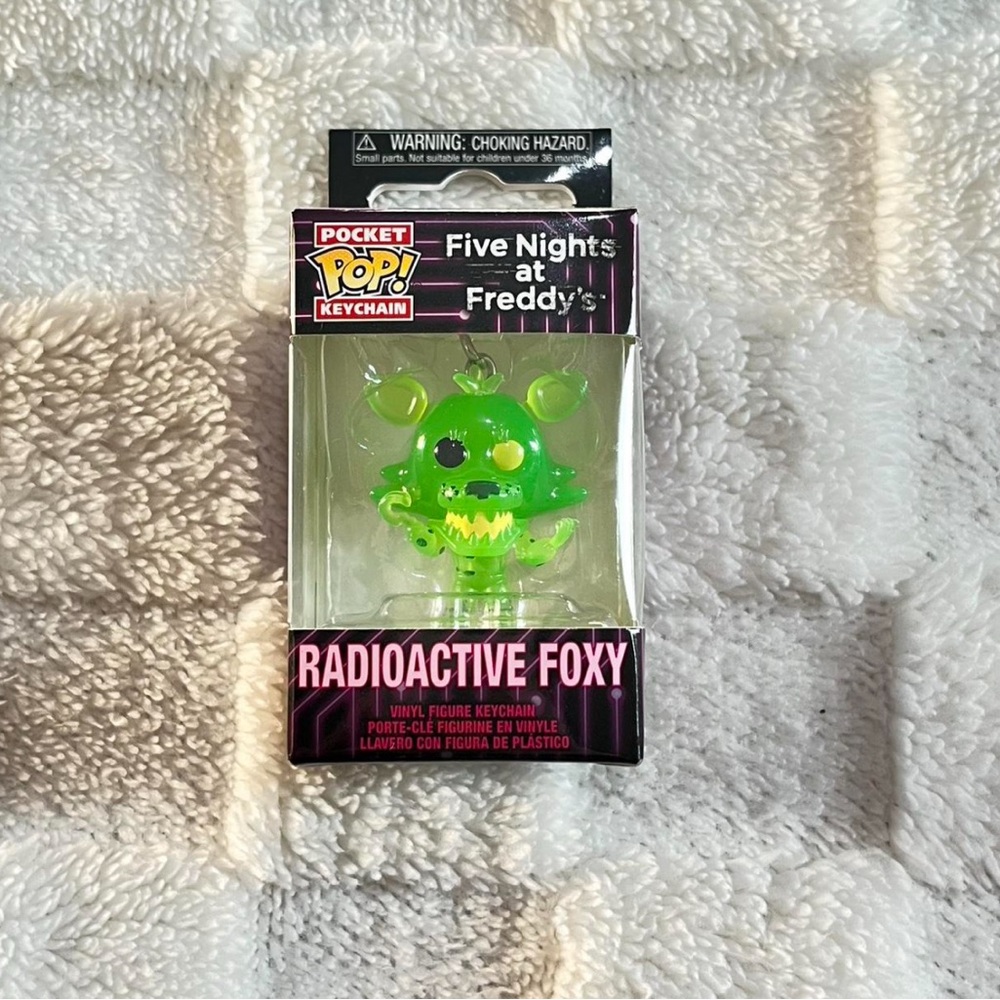 WARNING: CHOKING HAZARD.
Small parts. Not suitable for children under 36 months.
POCKET
POP!
KEYCHAIN
Five Nights
at
Freddy's
RADIOACTIVE FOXY
VINYL FIGURE KEYCHAIN
PORTE-CLÉ FIGURINE EN VINYLE
LLAVERO CON FIGURA DE PLÁSTICO